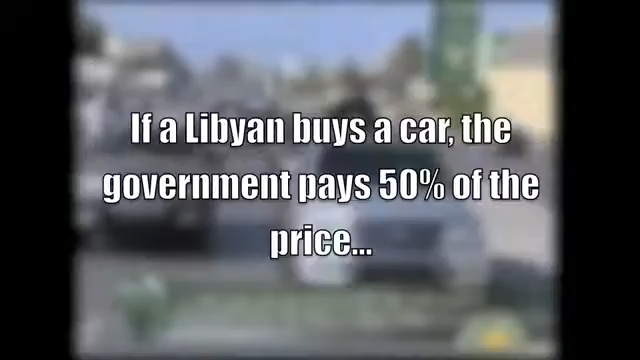 If a Libyan buys a car, the
government pays 50% of the
price...